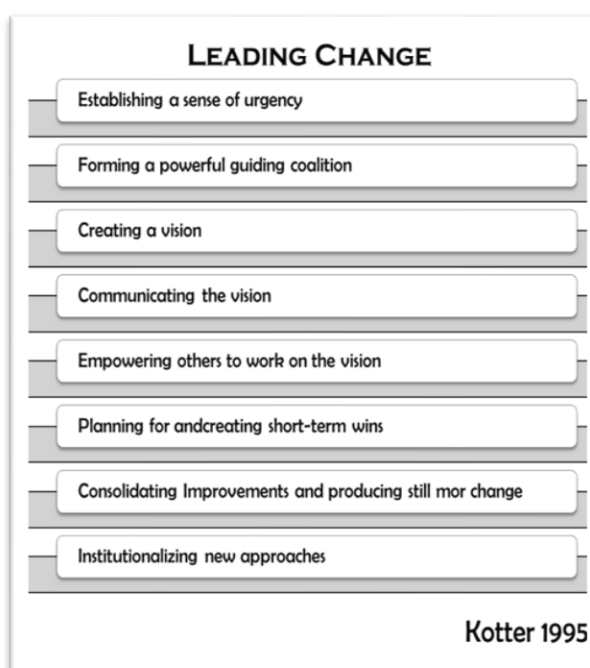 LEADING CHANGE
Establishing a sense of urgency
Forming a powerful guiding coalition
Creating a vision
Communicating the vision
Empowering others to work on the vision
Planning for andcreating short-term wins
Consolidating Improvements and producing still mor change
Institutionalizing new approaches
Kotter 1995